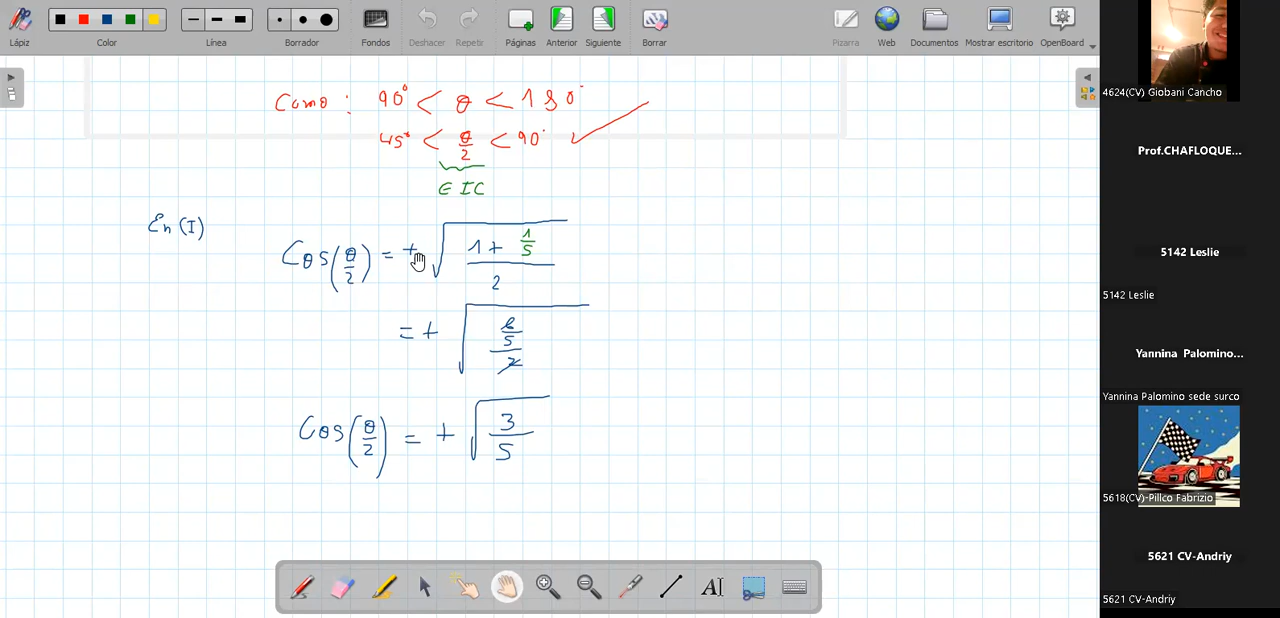 Lápiz
Color
Línea
Borrador
Fondos
Deshacer
Repetir
Páginas
Anterior
Siguiente
Borrar
Pizarra
Web
Documentos
Mostrar escritorio
OpenBoard
Como : 90° < θ < 180°
45° < θ/2 < 90°
∈ IC
En (I)
Cos(θ/2) = + √((1 + 1/5)/2)
= + √((6/5)/2)
Cos(θ/2) = + √(3/5)
4624(CV) Giobani Cancho
Prof.CHAFLOQUE...
5142 Leslie
5142 Leslie
Yannina Palomino...
Yannina Palomino sede surco
5618(CV)-Pillco Fabrizio
5621 CV-Andriy
5621 CV-Andriy